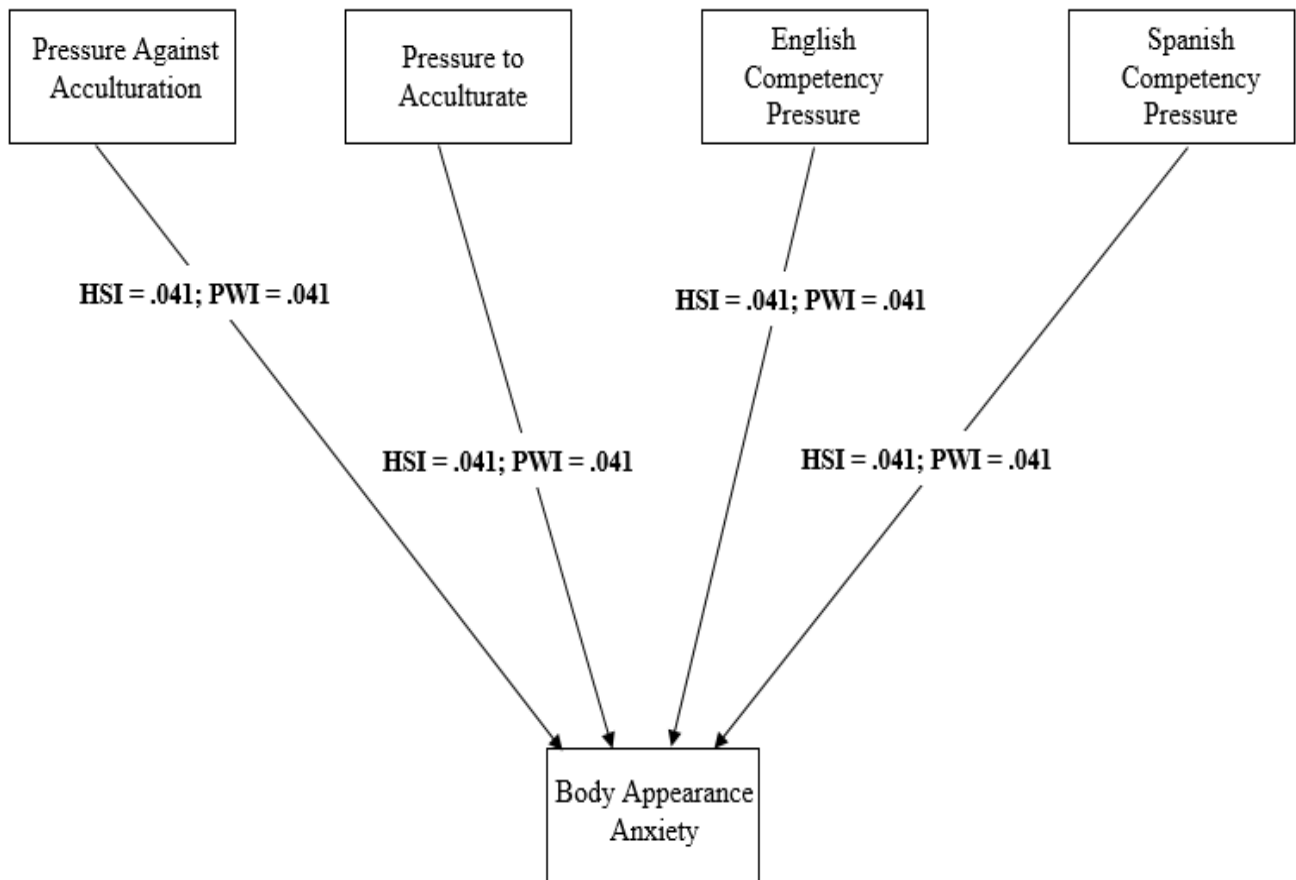 Pressure Against
Acculturation
Pressure to
Acculturate
English
Competency
Pressure
Spanish
Competency
Pressure
HSI = .041; PWI = .041
HSI = .041; PWI = .041
HSI = .041; PWI = .041
HSI = .041; PWI = .041
Body Appearance
Anxiety